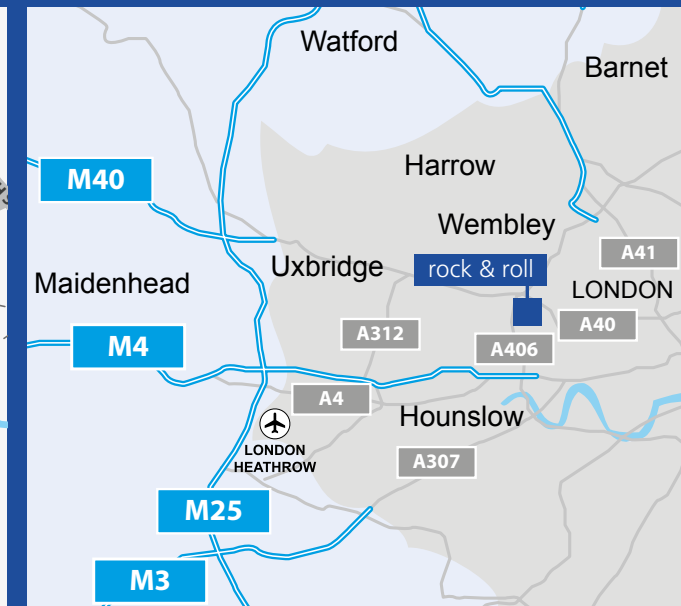 Watford
Barnet
Harrow
M40
Wembley
A41
Uxbridge
rock & roll
Maidenhead
LONDON
A312
A40
M4
A406
A4
Hounslow
LONDON
HEATHROW
A307
M25
M3